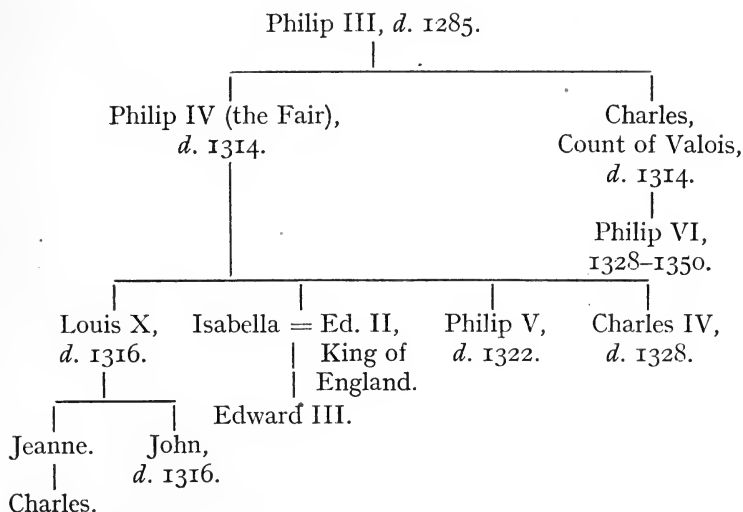 Philip III, d. 1285.
Philip IV (the Fair),
d. 1314.
Charles,
Count of Valois,
d. 1314.
Philip VI,
1328–1350.
Louis X,
d. 1316.
Isabella = Ed. II,
King of
England.
Edward III.
Philip V,
d. 1322.
Charles IV,
d. 1328.
Jeanne.
John,
d. 1316.
Charles.